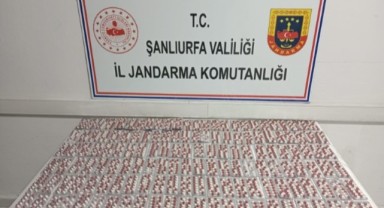 T.C.
ŞANLIURFA VALİLİĞİ
İL JANDARMA KOMUTANLIĞI